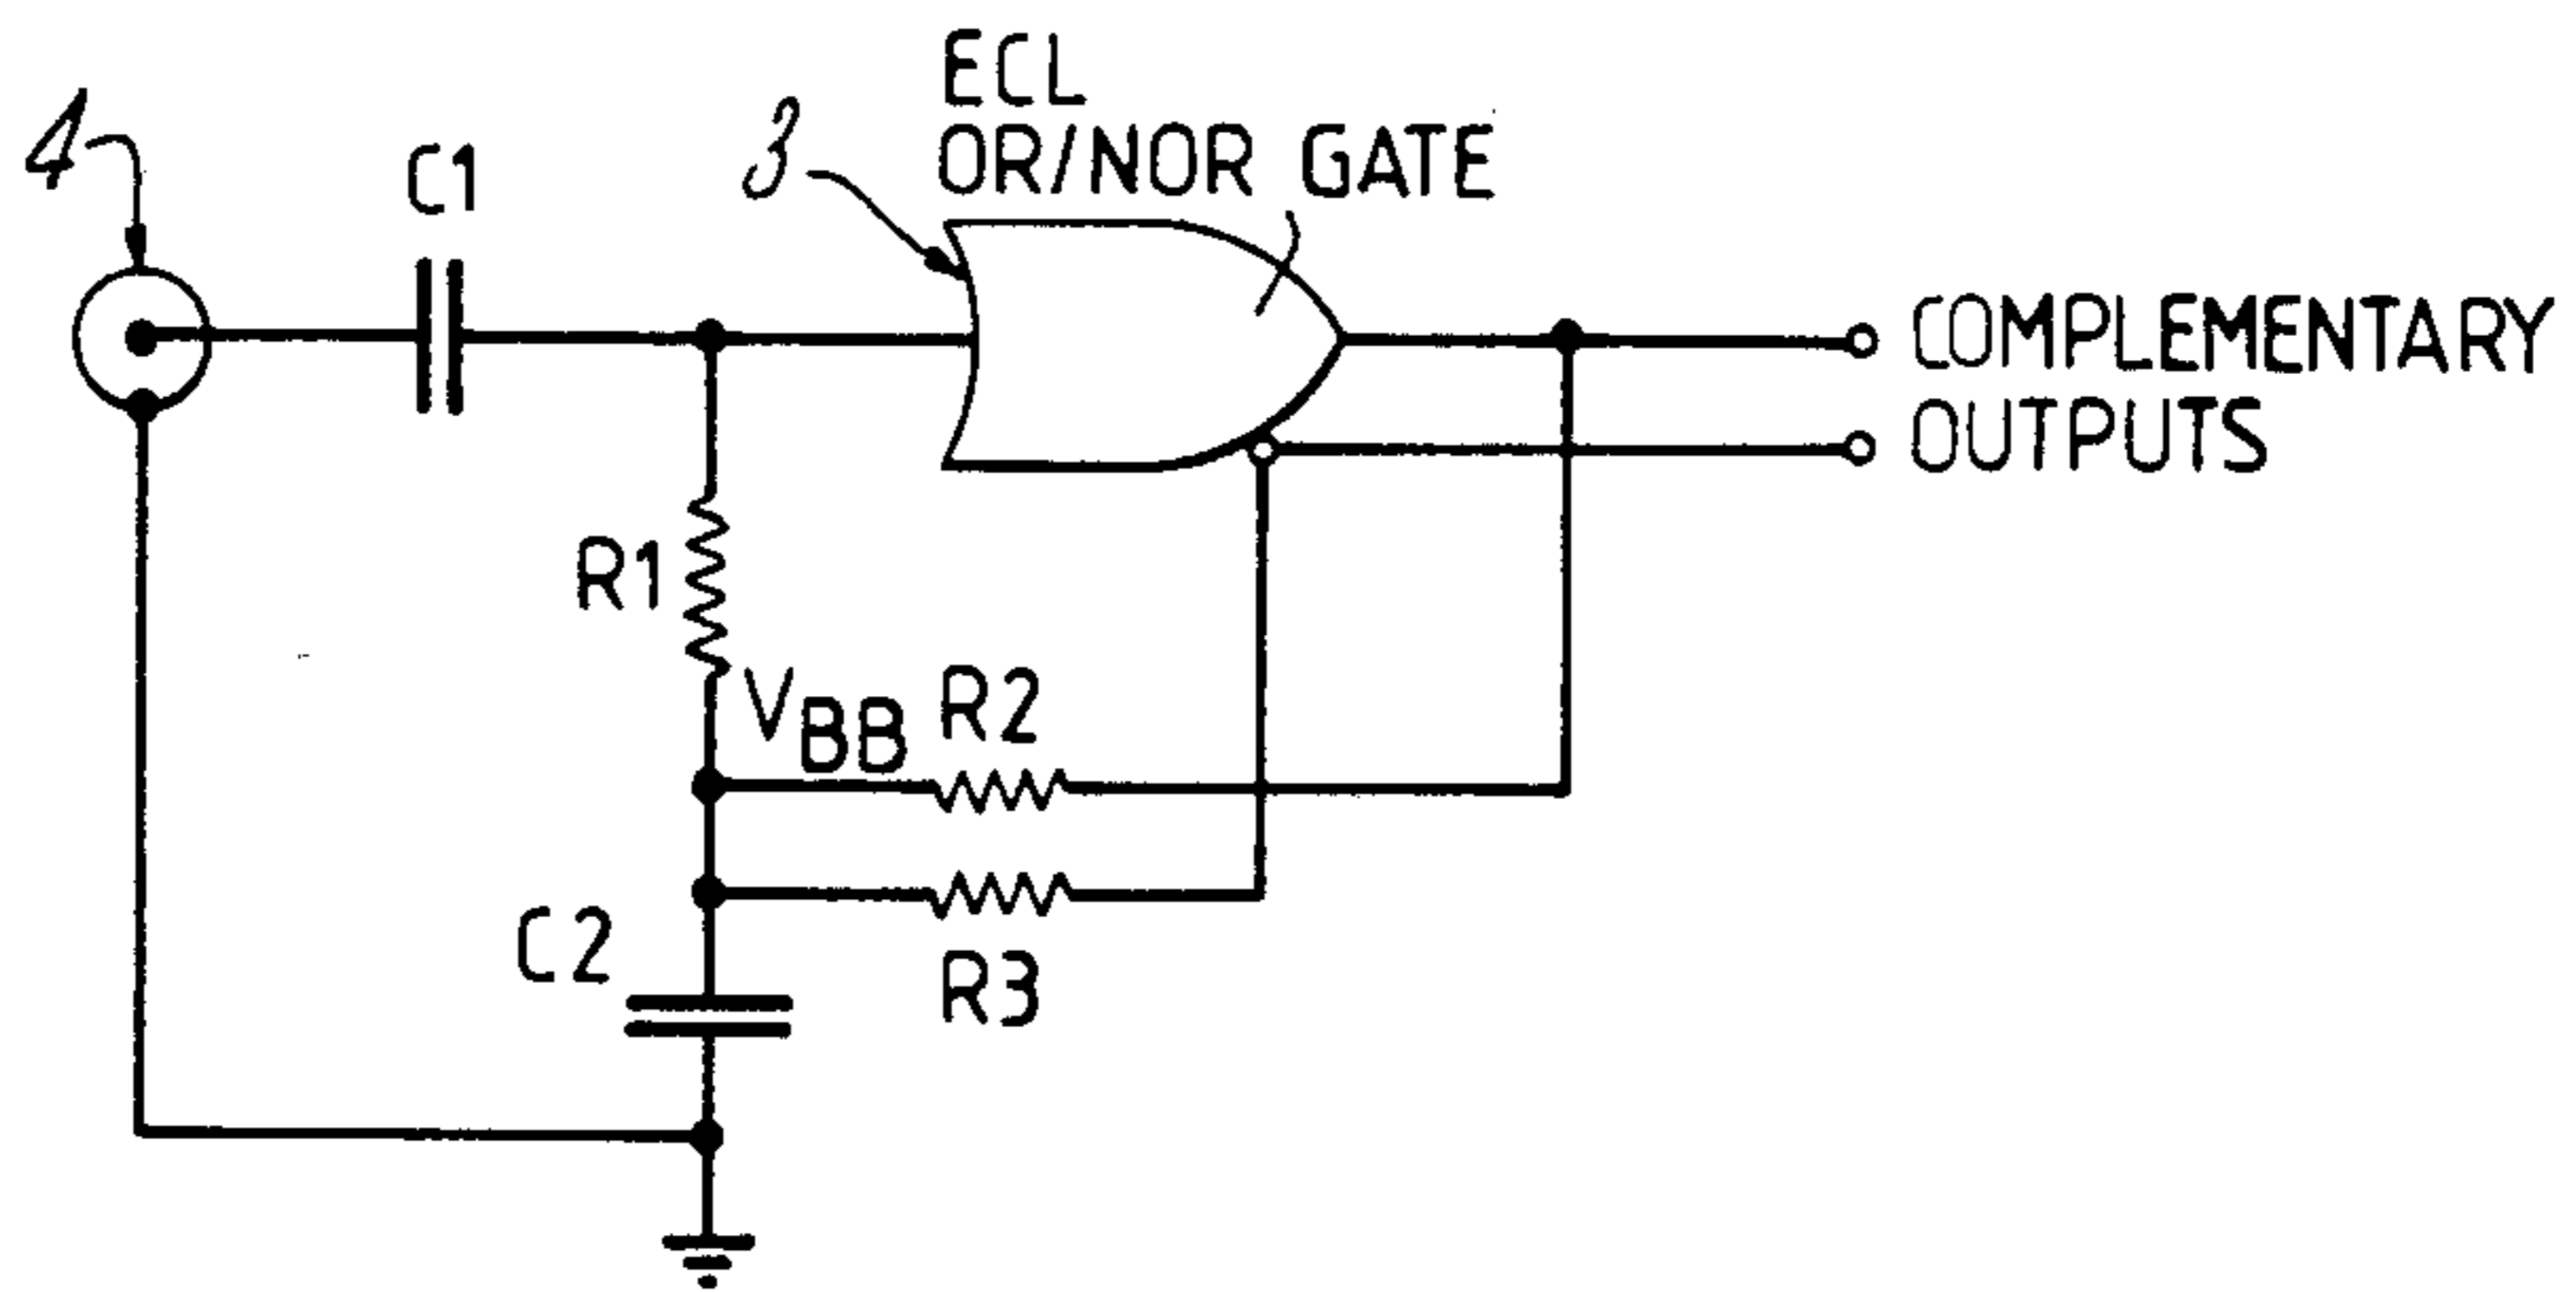 ECL
OR/NOR GATE
4
C1
3
COMPLEMENTARY
OUTPUTS
R1
VBB
R2
C2
R3